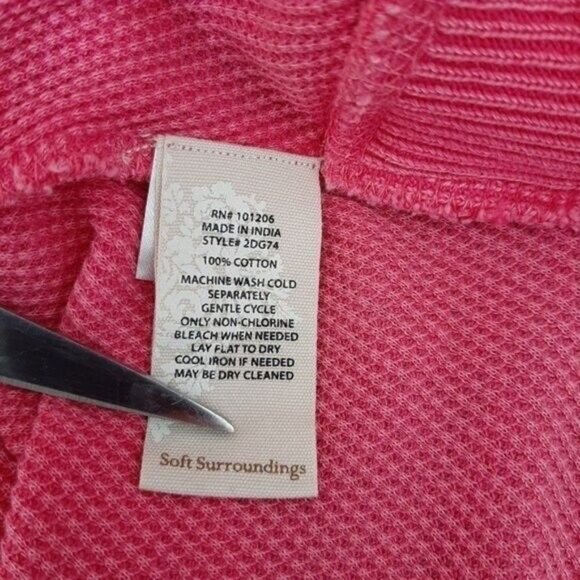 RN# 101206
MADE IN INDIA
STYLE# 2DG74
100% COTTON
MACHINE WASH COLD
SEPARATELY
GENTLE CYCLE
ONLY NON-CHLORINE
BLEACH WHEN NEEDED
LAY FLAT TO DRY
COOL IRON IF NEEDED
MAY BE DRY CLEANED
Soft Surroundings